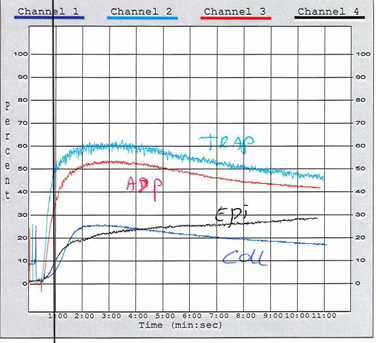 Channel 1 Channel 2 Channel 3 Channel 4
Percent
100 100
90 90
80 80
70 70
60 60
50 50
40 40
30 30
20 20
10 10
0 0
TRAP
ADP
Epi
Coll
1:00 2:00 3:00 4:00 5:00 6:00 7:00 8:00 9:00 10:00 11:00
Time (min:sec)